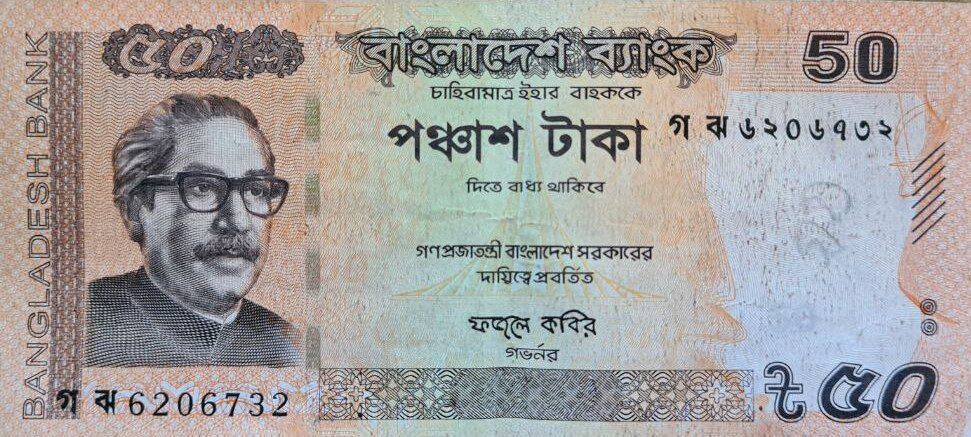 BANGLADESH BANK
৫০
বাংলাদেশ ব্যাংক
50
চাহিবামাত্র ইহার বাহককে
পঞ্চাশ টাকা
গ ঝ ৬২০৬৭৩২
দিতে বাধ্য থাকিবে
গণপ্রজাতন্ত্রী বাংলাদেশ সরকারের
দায়িত্বে প্রবর্তিত
ফজলে কবির
গভর্নর
গ ঝ 6206732
৳৫০